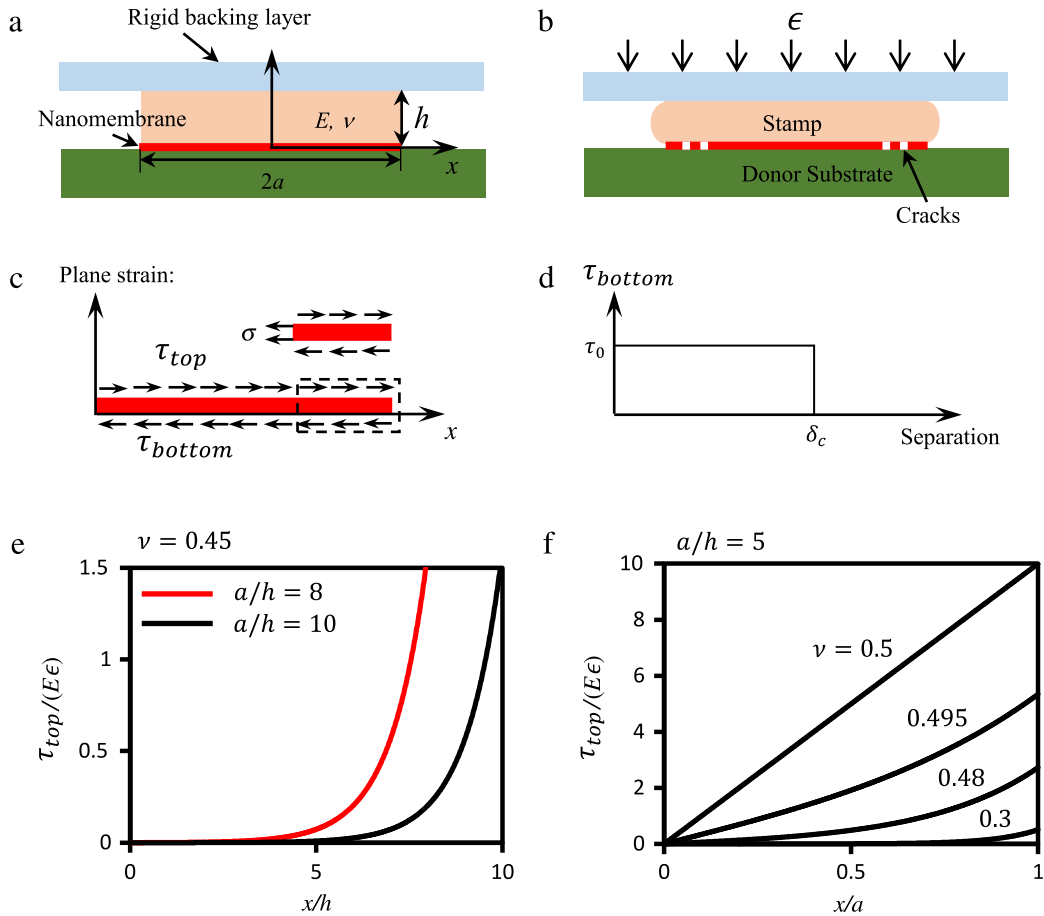 a
Rigid backing layer
Nanomembrane
E, ν
h
x
2a
b
ϵ
Stamp
Donor Substrate
Cracks
c
Plane strain:
σ
τ_top
τ_bottom
x
d
τ_bottom
τ₀
δ_c
Separation
e
ν = 0.45
1.5
1
0.5
0
a/h = 8
a/h = 10
τ_top/(Eϵ)
0
5
10
x/h
f
a/h = 5
10
8
6
4
2
0
ν = 0.5
0.495
0.48
0.3
τ_top/(Eϵ)
0
0.5
1
x/a